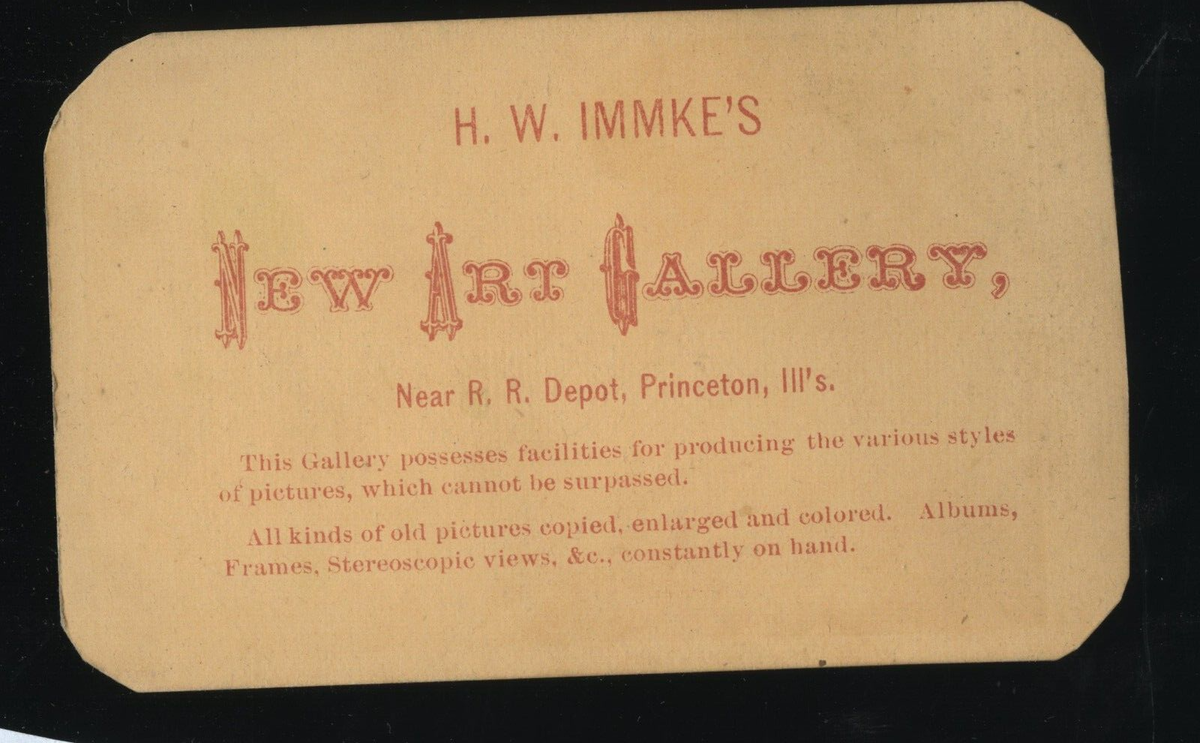 H. W. IMMKE'S
NEW ART GALLERY,
Near R. R. Depot, Princeton, Ill's.
This Gallery possesses facilities for producing the various styles
of pictures, which cannot be surpassed.
All kinds of old pictures copied, enlarged and colored. Albums,
Frames, Stereoscopic views, &c., constantly on hand.